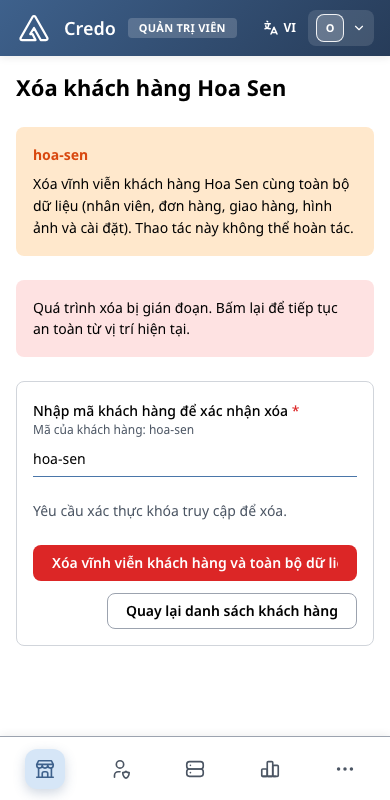 Credo
QUẢN TRỊ VIÊN
VI
O
Xóa khách hàng Hoa Sen
hoa-sen
Xóa vĩnh viễn khách hàng Hoa Sen cùng toàn bộ
dữ liệu (nhân viên, đơn hàng, giao hàng, hình
ảnh và cài đặt). Thao tác này không thể hoàn tác.
Quá trình xóa bị gián đoạn. Bấm lại để tiếp tục
an toàn từ vị trí hiện tại.
Nhập mã khách hàng để xác nhận xóa *
Mã của khách hàng: hoa-sen
hoa-sen
Yêu cầu xác thực khóa truy cập để xóa.
Xóa vĩnh viễn khách hàng và toàn bộ dữ li
Quay lại danh sách khách hàng